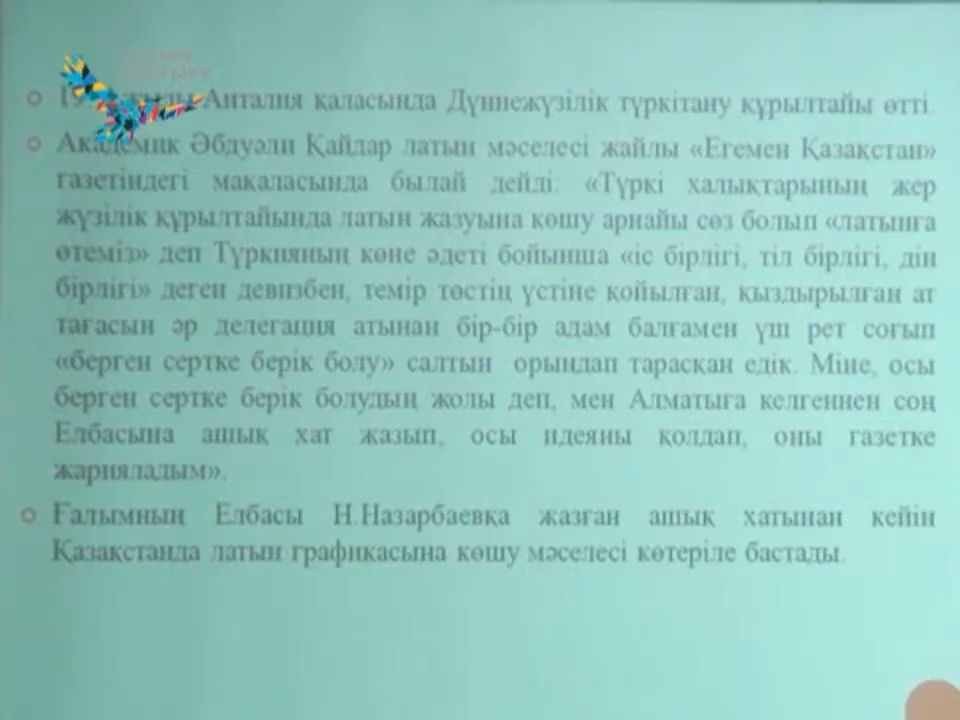 Анталия қаласында Дүниежүзілік түркітану құрылтайы өтті.
Академик Әбдуәли Қайдар латын мәселесі жайлы «Егемен Қазақстан»
газетіндегі мақаласында былай дейді: «Түркі халықтарының жер
жүзілік құрылтайында латын жазуына көшу арнайы сөз болып «латынға
өтеміз» деп Түркияның көне әдеті бойынша «іс бірлігі, тіл бірлігі, дін
бірлігі» деген девизбен, темір төстің үстіне қойылған, қыздырылған ат
тағасын әр делегация атынан бір-бір адам балғамен үш рет соғып
«берген сертке берік болу» салтын орындап тарасқан едік. Міне, осы
берген сертке берік болудың жолы деп, мен Алматыға келгеннен соң
Елбасына ашық хат жазып, осы идеяны қолдап, оны газетке
жарияладым».
Ғалымның Елбасы Н.Назарбаевқа жазған ашық хатынан кейін
Қазақстанда латын графикасына көшу мәселесі көтеріле бастады.